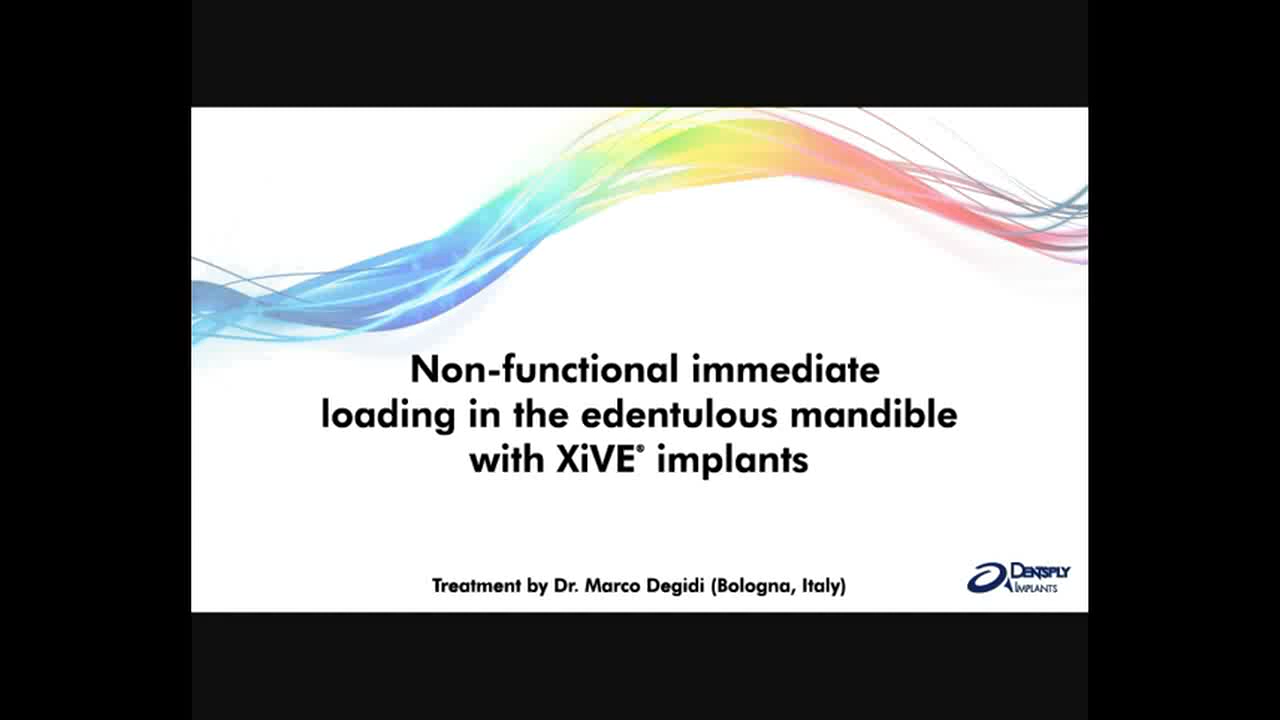 Non-functional immediate
loading in the edentulous mandible
with XiVE® implants
Treatment by Dr. Marco Degidi (Bologna, Italy)
DENTSPLY
IMPLANTS